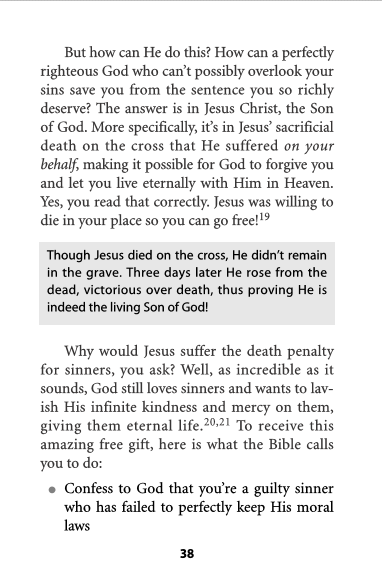 But how can He do this? How can a perfectly
righteous God who can’t possibly overlook your
sins save you from the sentence you so richly
deserve? The answer is in Jesus Christ, the Son
of God. More specifically, it’s in Jesus’ sacrificial
death on the cross that He suffered on your
behalf, making it possible for God to forgive you
and let you live eternally with Him in Heaven.
Yes, you read that correctly. Jesus was willing to
die in your place so you can go free!19
Though Jesus died on the cross, He didn’t remain
in the grave. Three days later He rose from the
dead, victorious over death, thus proving He is
indeed the living Son of God!
Why would Jesus suffer the death penalty
for sinners, you ask? Well, as incredible as it
sounds, God still loves sinners and wants to lav-
ish His infinite kindness and mercy on them,
giving them eternal life.20,21 To receive this
amazing free gift, here is what the Bible calls
you to do:
• Confess to God that you’re a guilty sinner
who has failed to perfectly keep His moral
laws
38